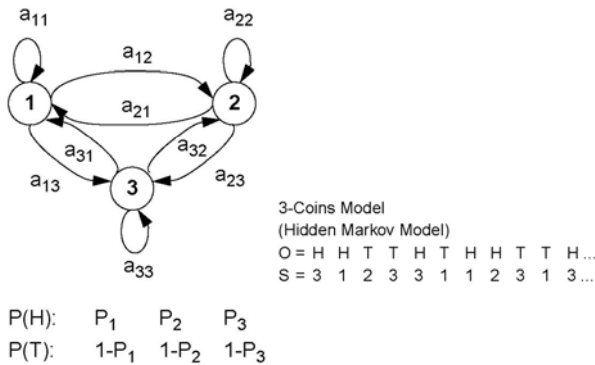 a11 a22
a12
1 2
a21
a31 a32
a13 a23
3
a33
3-Coins Model
(Hidden Markov Model)
O = H H T T H T H H T T H ...
S = 3 1 2 3 3 1 1 2 3 1 3 ...
P(H): P1 P2 P3
P(T): 1-P1 1-P2 1-P3